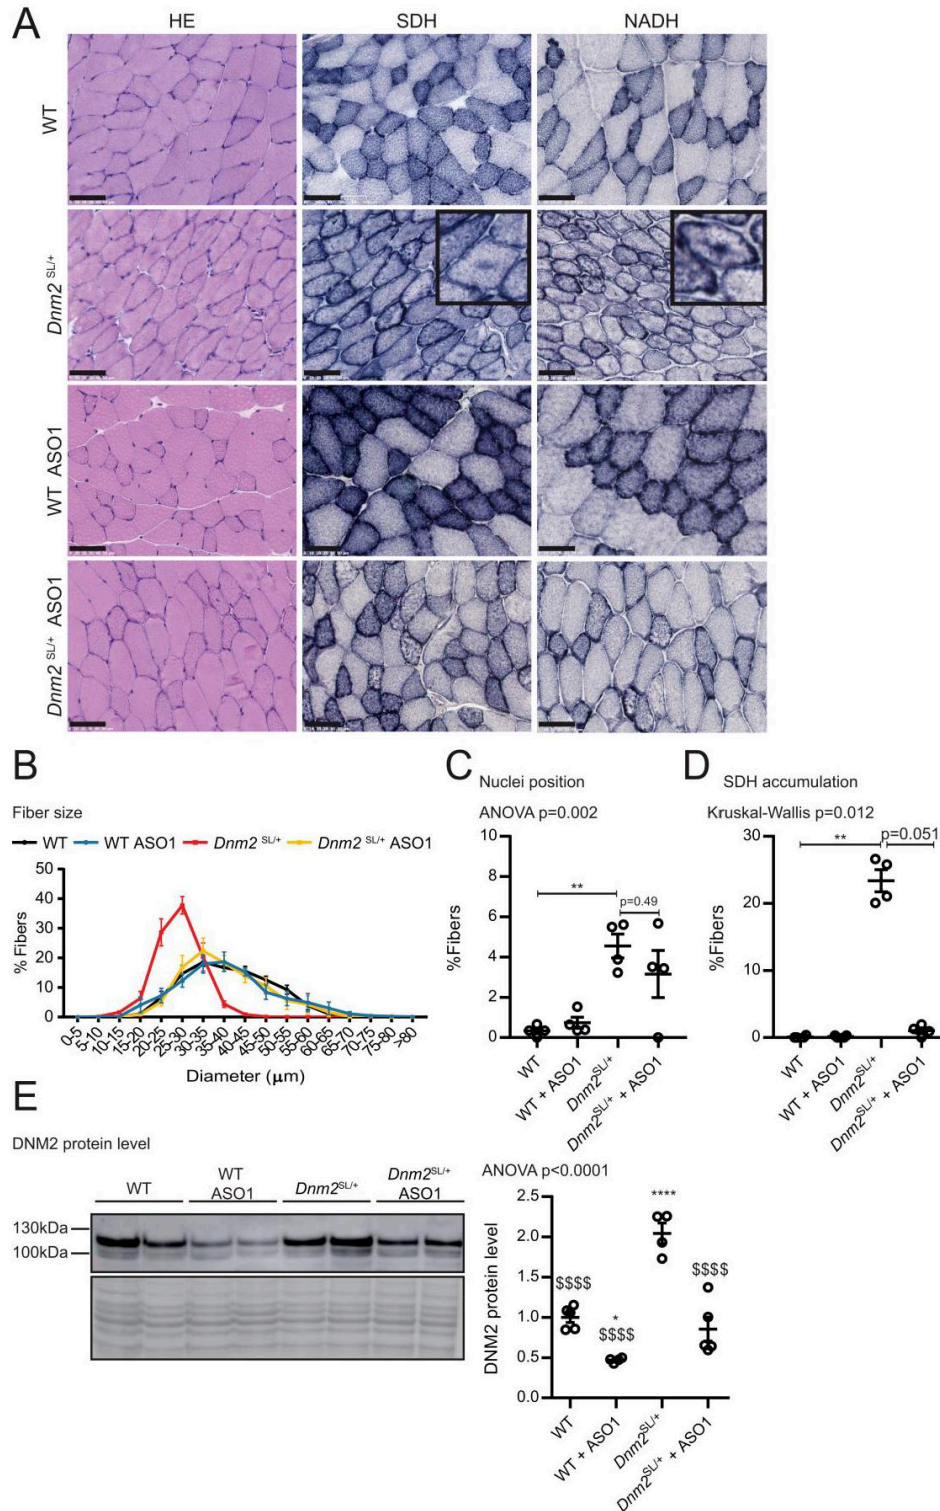 A
HE SDH NADH
WT
Dnm2 SL/+
WT ASO1
Dnm2 SL/+ ASO1
B
Fiber size
WT WT ASO1 Dnm2 SL/+ Dnm2 SL/+ ASO1
% Fibers
50
40
30
20
10
0
0-5 5-10 10-15 15-20 20-25 25-30 30-35 35-40 40-45 45-50 50-55 55-60 60-65 65-70 70-75 75-80 >80
Diameter (µm)
C
Nuclei position
ANOVA p=0.002
%Fibers
10
8
6
4
2
0
**
p=0.49
WT
WT + ASO1
Dnm2SL/+
Dnm2SL/+ + ASO1
D
SDH accumulation
Kruskal-Wallis p=0.012
%Fibers
30
20
10
0
**
p=0.051
WT
WT + ASO1
Dnm2SL/+
Dnm2SL/+ + ASO1
E
DNM2 protein level
WT
WT ASO1
Dnm2SL/+
Dnm2SL/+ ASO1
130kDa
100kDa
ANOVA p<0.0001
DNM2 protein level
2.5
2.0
1.5
1.0
0.5
0.0
$$$$
*
$$$$
****
$$$$
WT
WT + ASO1
Dnm2SL/+
Dnm2SL/+ + ASO1